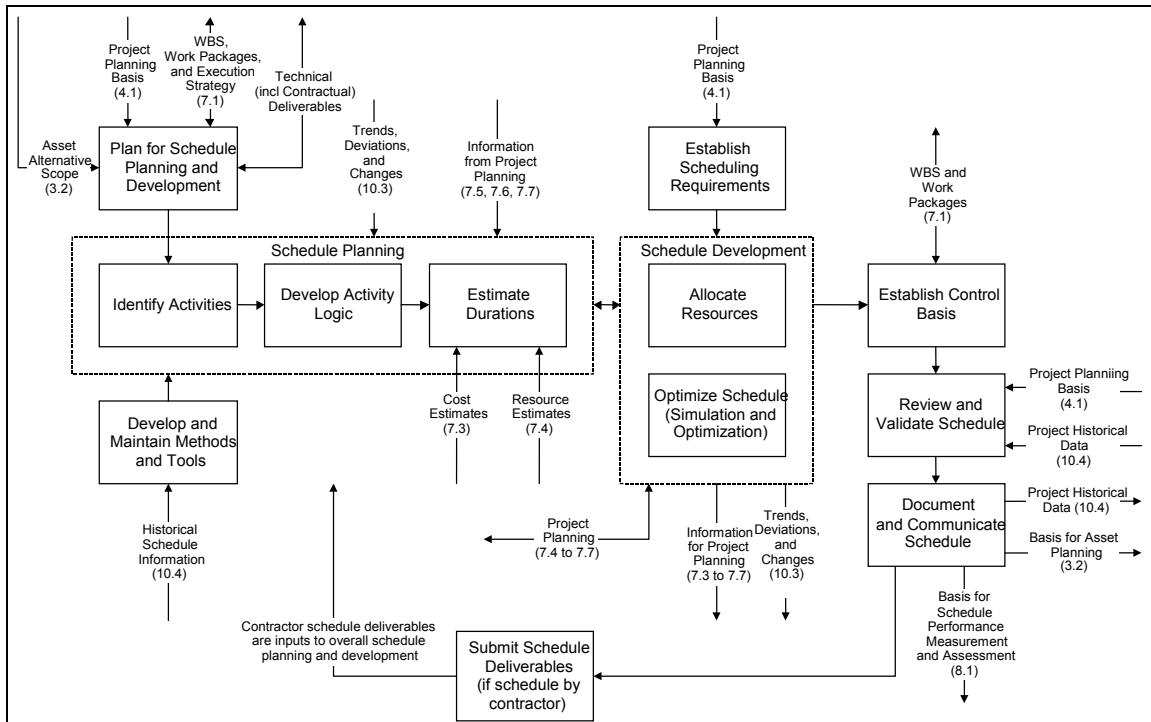 Project
Planning
Basis
(4.1)
WBS,
Work Packages,
and Execution
Strategy
(7.1)
Technical
(incl Contractual)
Deliverables
Asset
Alternative
Scope
(3.2)
Plan for Schedule
Planning and
Development
Trends,
Deviations,
and
Changes
(10.3)
Information
from Project
Planning
(7.5, 7.6, 7.7)
Project
Planning
Basis
(4.1)
Establish
Scheduling
Requirements
WBS and
Work
Packages
(7.1)
Schedule Planning
Identify Activities
Develop Activity
Logic
Estimate
Durations
Schedule Development
Allocate
Resources
Optimize Schedule
(Simulation and
Optimization)
Establish Control
Basis
Develop and
Maintain Methods
and Tools
Cost
Estimates
(7.3)
Resource
Estimates
(7.4)
Review and
Validate Schedule
Project Planniing
Basis
(4.1)
Project Historical
Data
(10.4)
Historical
Schedule
Information
(10.4)
Project
Planning
(7.4 to 7.7)
Information
for Project
Planning
(7.3 to 7.7)
Trends,
Deviations,
and
Changes
(10.3)
Document
and Communicate
Schedule
Project Historical
Data (10.4)
Basis for Asset
Planning
(3.2)
Contractor schedule deliverables
are inputs to overall schedule
planning and development
Submit Schedule
Deliverables
(if schedule by
contractor)
Basis for
Schedule
Performance
Measurement
and Assessment
(8.1)